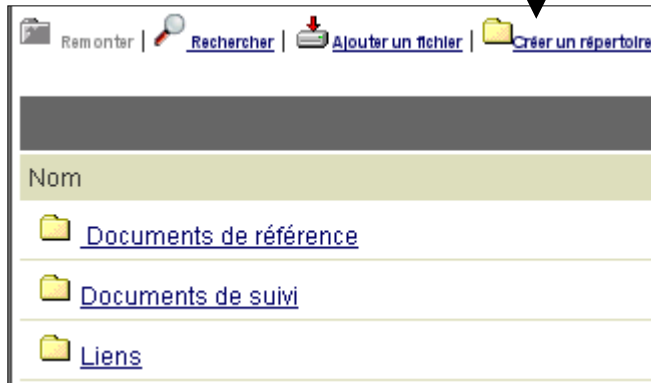 Remonter | Rechercher | Ajouter un fichier | Créer un répertoire
Nom
Documents de référence
Documents de suivi
Liens